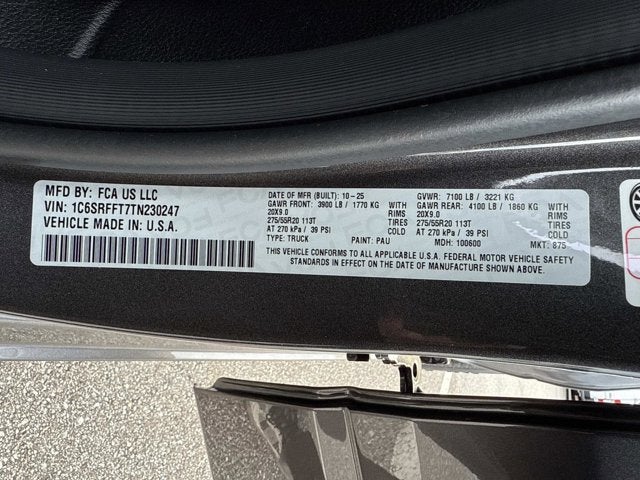 MFD BY: FCA US LLC
VIN: 1C6SRFFT7TN230247
VEHICLE MADE IN: U.S.A.
DATE OF MFR (BUILT): 10-25
GAWR FRONT: 3900 LB / 1770 KG WITH
20X9.0 RIMS
275/55R20 113T TIRES
AT 270 kPa / 39 PSI COLD
TYPE: TRUCK PAINT: PAU
GVWR: 7100 LB / 3221 KG
GAWR REAR: 4100 LB / 1860 KG WITH
20X9.0 RIMS
275/55R20 113T TIRES
AT 270 kPa / 39 PSI COLD
MDH: 100600 MKT: 875
THIS VEHICLE CONFORMS TO ALL APPLICABLE U.S.A. FEDERAL MOTOR VEHICLE SAFETY
STANDARDS IN EFFECT ON THE DATE OF MANUFACTURE SHOWN ABOVE.